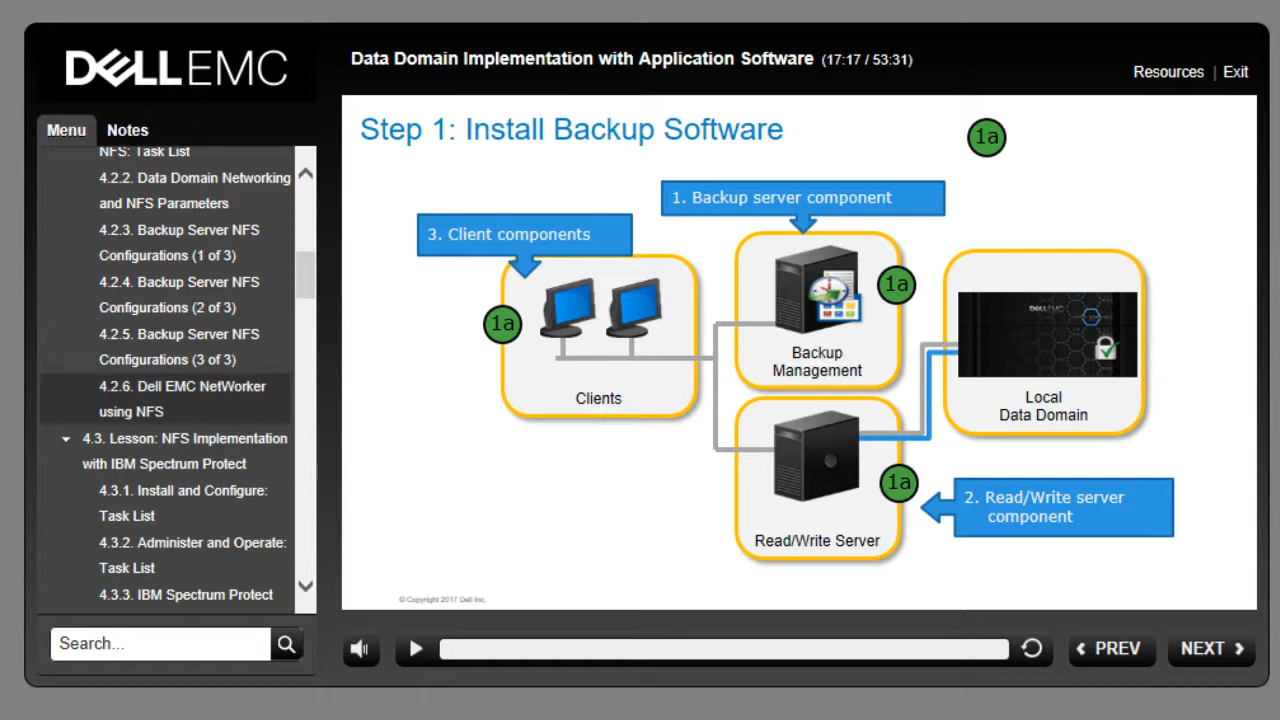 DELLEMC
Data Domain Implementation with Application Software (17:17 / 53:31)
Resources | Exit
Menu
Notes
NFS: Task List
4.2.2. Data Domain Networking
and NFS Parameters
4.2.3. Backup Server NFS
Configurations (1 of 3)
4.2.4. Backup Server NFS
Configurations (2 of 3)
4.2.5. Backup Server NFS
Configurations (3 of 3)
4.2.6. Dell EMC NetWorker
using NFS
4.3. Lesson: NFS Implementation
with IBM Spectrum Protect
4.3.1. Install and Configure:
Task List
4.3.2. Administer and Operate:
Task List
4.3.3. IBM Spectrum Protect
Search...
Step 1: Install Backup Software
1a
1. Backup server component
3. Client components
1a
1a
Backup
Management
Clients
DELLEMC
Local
Data Domain
1a
2. Read/Write server
component
Read/Write Server
© Copyright 2017 Dell Inc.
PREV
NEXT